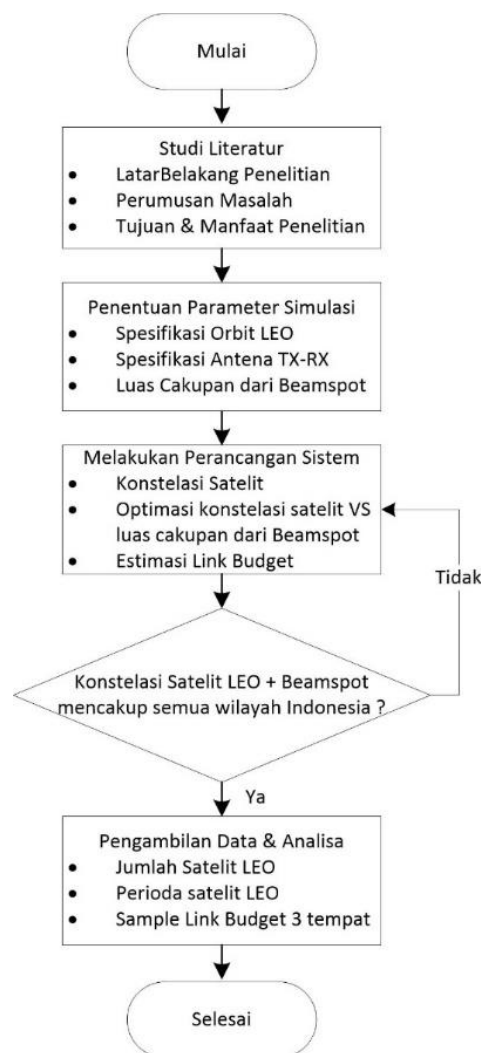 Mulai
Studi Literatur
• LatarBelakang Penelitian
• Perumusan Masalah
• Tujuan & Manfaat Penelitian
Penentuan Parameter Simulasi
• Spesifikasi Orbit LEO
• Spesifikasi Antena TX-RX
• Luas Cakupan dari Beamspot
Melakukan Perancangan Sistem
• Konstelasi Satelit
• Optimasi konstelasi satelit VS
luas cakupan dari Beamspot
• Estimasi Link Budget
Tidak
Konstelasi Satelit LEO + Beamspot
mencakup semua wilayah Indonesia ?
Ya
Pengambilan Data & Analisa
• Jumlah Satelit LEO
• Perioda satelit LEO
• Sample Link Budget 3 tempat
Selesai